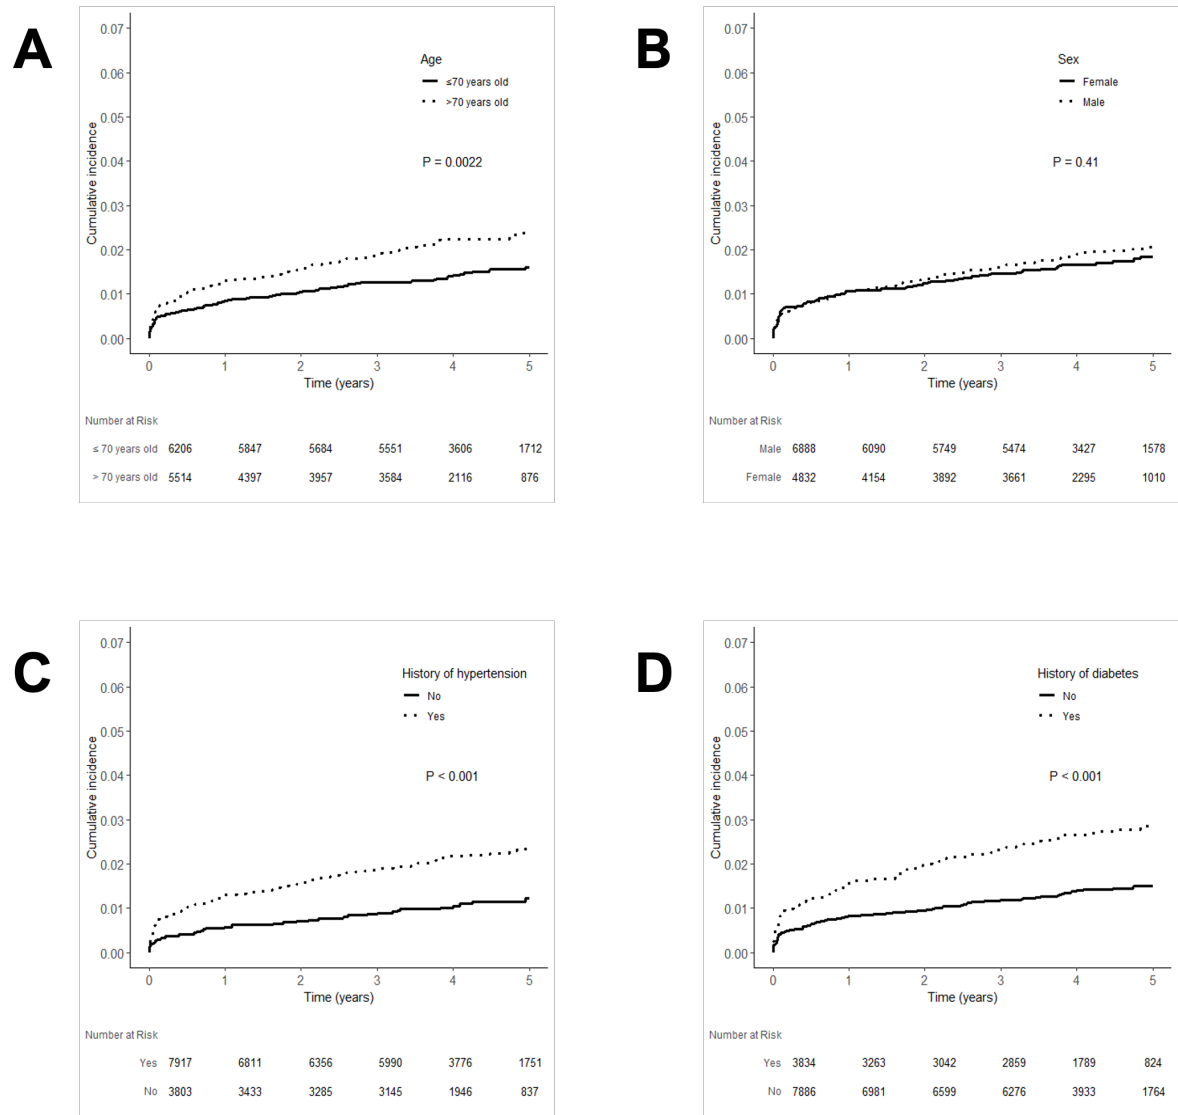 A
0.07
0.06
0.05
0.04
0.03
0.02
0.01
0.00
Cumulative incidence
Age
≤70 years old
>70 years old
P = 0.0022
0 1 2 3 4 5
Time (years)
Number at Risk
≤ 70 years old 6206 5847 5684 5551 3606 1712
> 70 years old 5514 4397 3957 3584 2116 876
B
0.07
0.06
0.05
0.04
0.03
0.02
0.01
0.00
Cumulative incidence
Sex
Female
Male
P = 0.41
0 1 2 3 4 5
Time (years)
Number at Risk
Male 6888 6090 5749 5474 3427 1578
Female 4832 4154 3892 3661 2295 1010
C
0.07
0.06
0.05
0.04
0.03
0.02
0.01
0.00
Cumulative incidence
History of hypertension
No
Yes
P < 0.001
0 1 2 3 4 5
Time (years)
Number at Risk
Yes 7917 6811 6356 5990 3776 1751
No 3803 3433 3285 3145 1946 837
D
0.07
0.06
0.05
0.04
0.03
0.02
0.01
0.00
Cumulative incidence
History of diabetes
No
Yes
P < 0.001
0 1 2 3 4 5
Time (years)
Number at Risk
Yes 3834 3263 3042 2859 1789 824
No 7886 6981 6599 6276 3933 1764